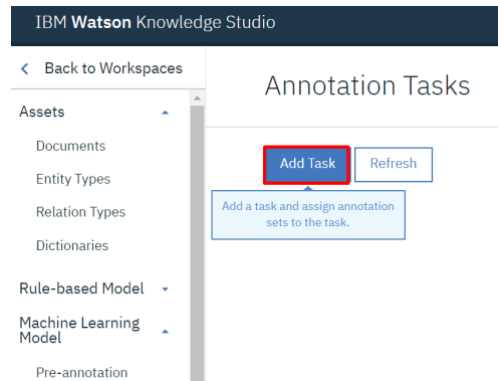 IBM Watson Knowledge Studio
Back to Workspaces
Assets
Documents
Entity Types
Relation Types
Dictionaries
Rule-based Model
Machine Learning
Model
Pre-annotation
Annotation Tasks
Add Task
Refresh
Add a task and assign annotation
sets to the task.